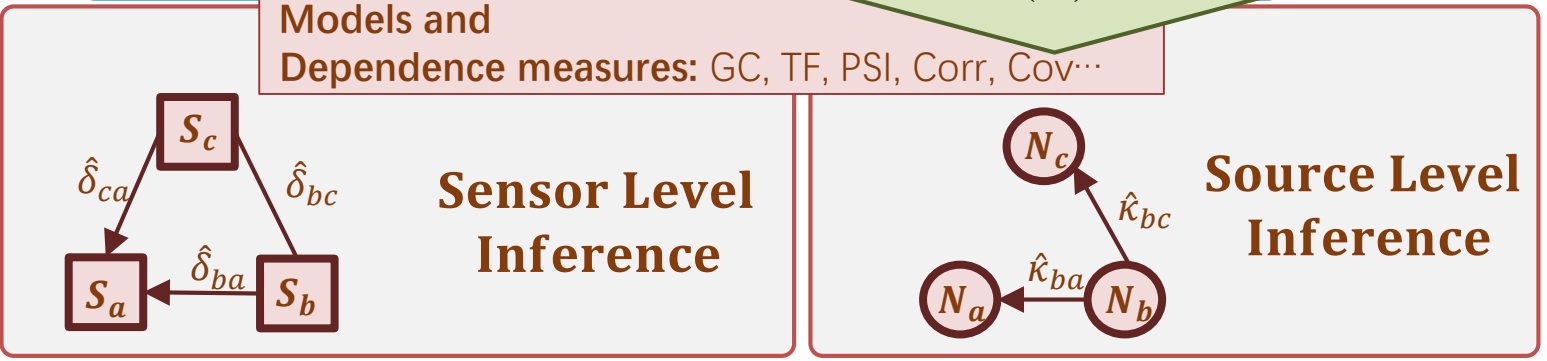 Models and
Dependence measures: GC, TF, PSI, Corr, Cov⋯
S_c
δ̂_ca
δ̂_bc
Sensor Level
Inference
δ̂_ba
S_a
S_b
N_c
κ̂_bc
Source Level
Inference
κ̂_ba
N_a
N_b